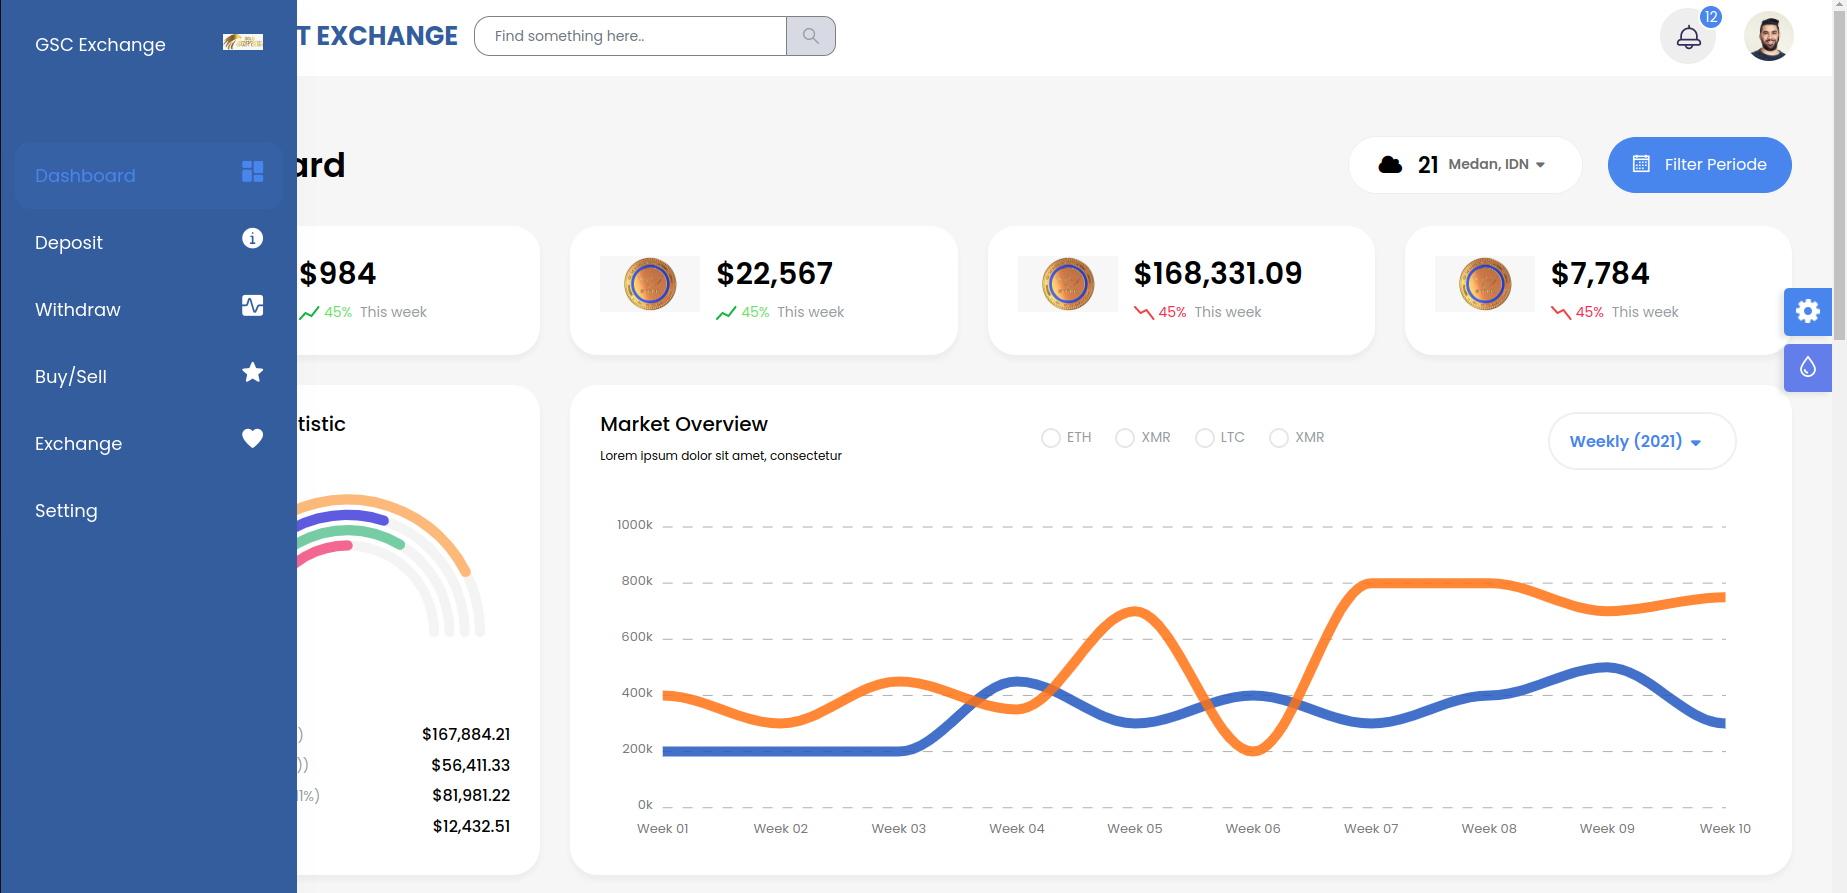 GSC Exchange
T EXCHANGE
Find something here..
12
Dashboard
Deposit
Withdraw
Buy/Sell
Exchange
Setting
ard
21 Medan, IDN
Filter Periode
$984
45% This week
$22,567
45% This week
$168,331.09
45% This week
$7,784
45% This week
tistic
)
$167,884.21
))
$56,411.33
11%)
$81,981.22
$12,432.51
Market Overview
Lorem ipsum dolor sit amet, consectetur
ETH
XMR
LTC
XMR
Weekly (2021)
1000k
800k
600k
400k
200k
0k
Week 01
Week 02
Week 03
Week 04
Week 05
Week 06
Week 07
Week 08
Week 09
Week 10